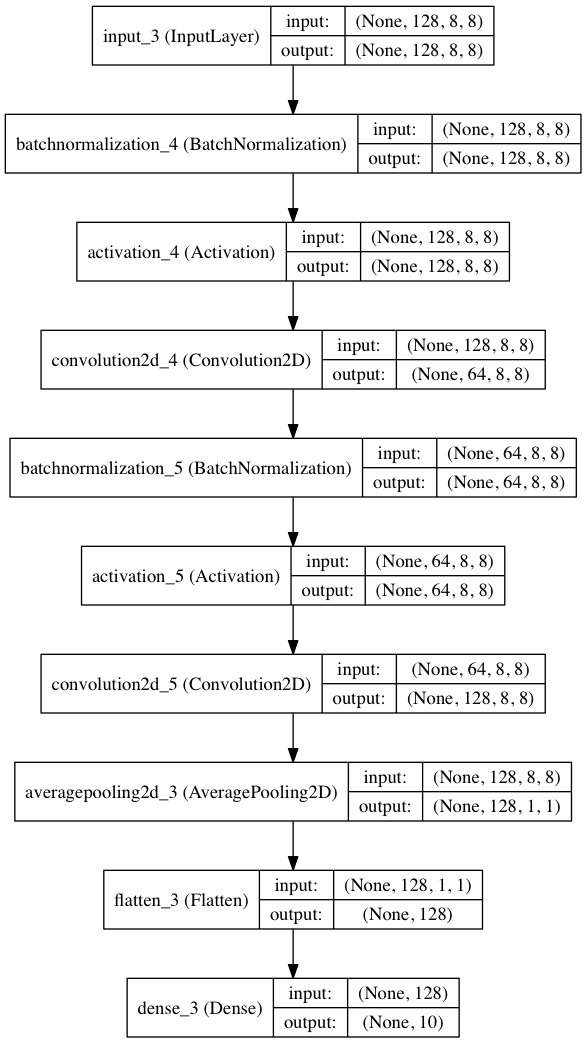 input_3 (InputLayer)
input: (None, 128, 8, 8)
output: (None, 128, 8, 8)
batchnormalization_4 (BatchNormalization)
input: (None, 128, 8, 8)
output: (None, 128, 8, 8)
activation_4 (Activation)
input: (None, 128, 8, 8)
output: (None, 128, 8, 8)
convolution2d_4 (Convolution2D)
input: (None, 128, 8, 8)
output: (None, 64, 8, 8)
batchnormalization_5 (BatchNormalization)
input: (None, 64, 8, 8)
output: (None, 64, 8, 8)
activation_5 (Activation)
input: (None, 64, 8, 8)
output: (None, 64, 8, 8)
convolution2d_5 (Convolution2D)
input: (None, 64, 8, 8)
output: (None, 128, 8, 8)
averagepooling2d_3 (AveragePooling2D)
input: (None, 128, 8, 8)
output: (None, 128, 1, 1)
flatten_3 (Flatten)
input: (None, 128, 1, 1)
output: (None, 128)
dense_3 (Dense)
input: (None, 128)
output: (None, 10)